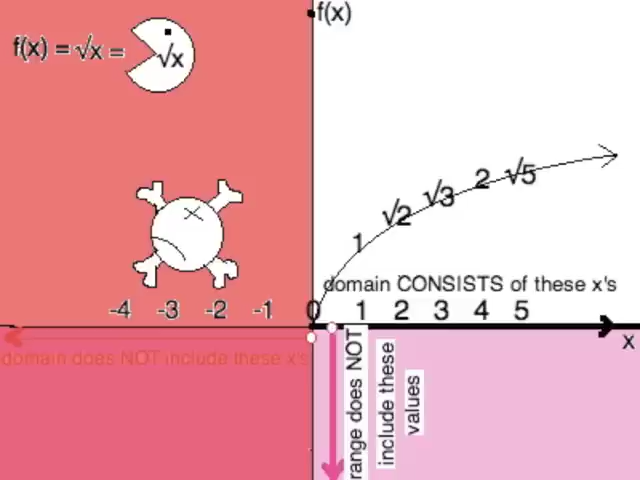 f(x)
f(x) = √x =
√x
1
√2
√3
2
√5
domain CONSISTS of these x's
-4 -3 -2 -1 0 1 2 3 4 5
x
domain does NOT include these x's
range does NOT
include these
values